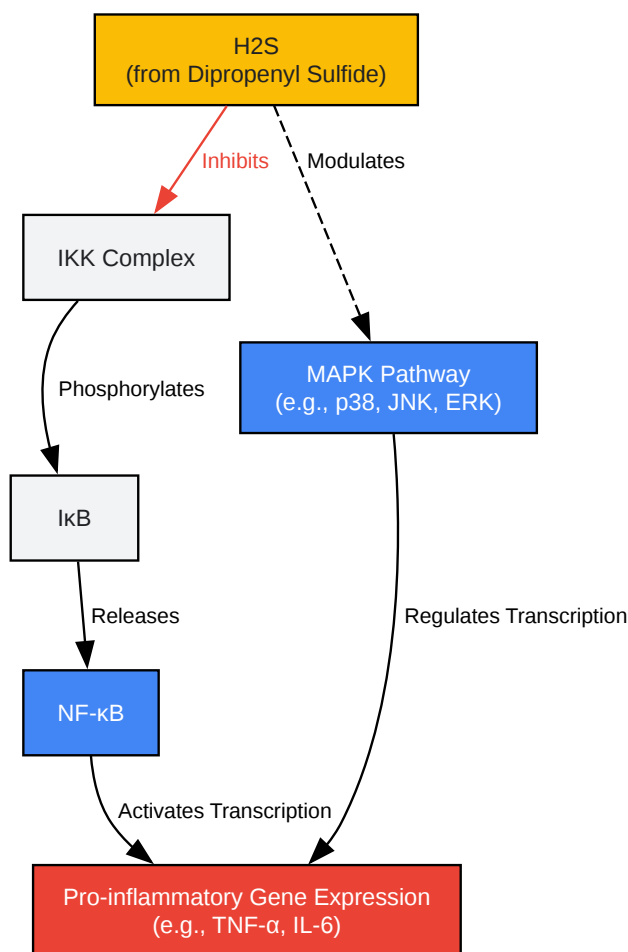 H2S
(from Dipropenyl Sulfide)
Inhibits
Modulates
IKK Complex
MAPK Pathway
(e.g., p38, JNK, ERK)
Phosphorylates
IκB
Releases
Regulates Transcription
NF-κB
Activates Transcription
Pro-inflammatory Gene Expression
(e.g., TNF-α, IL-6)